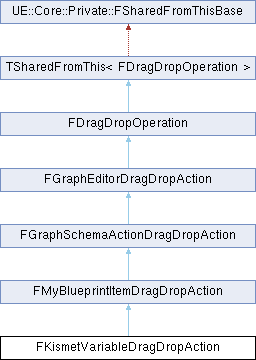 UE::Core::Private::FSharedFromThisBase
TSharedFromThis< FDragDropOperation >
FDragDropOperation
FGraphEditorDragDropAction
FGraphSchemaActionDragDropAction
FMyBlueprintItemDragDropAction
FKismetVariableDragDropAction